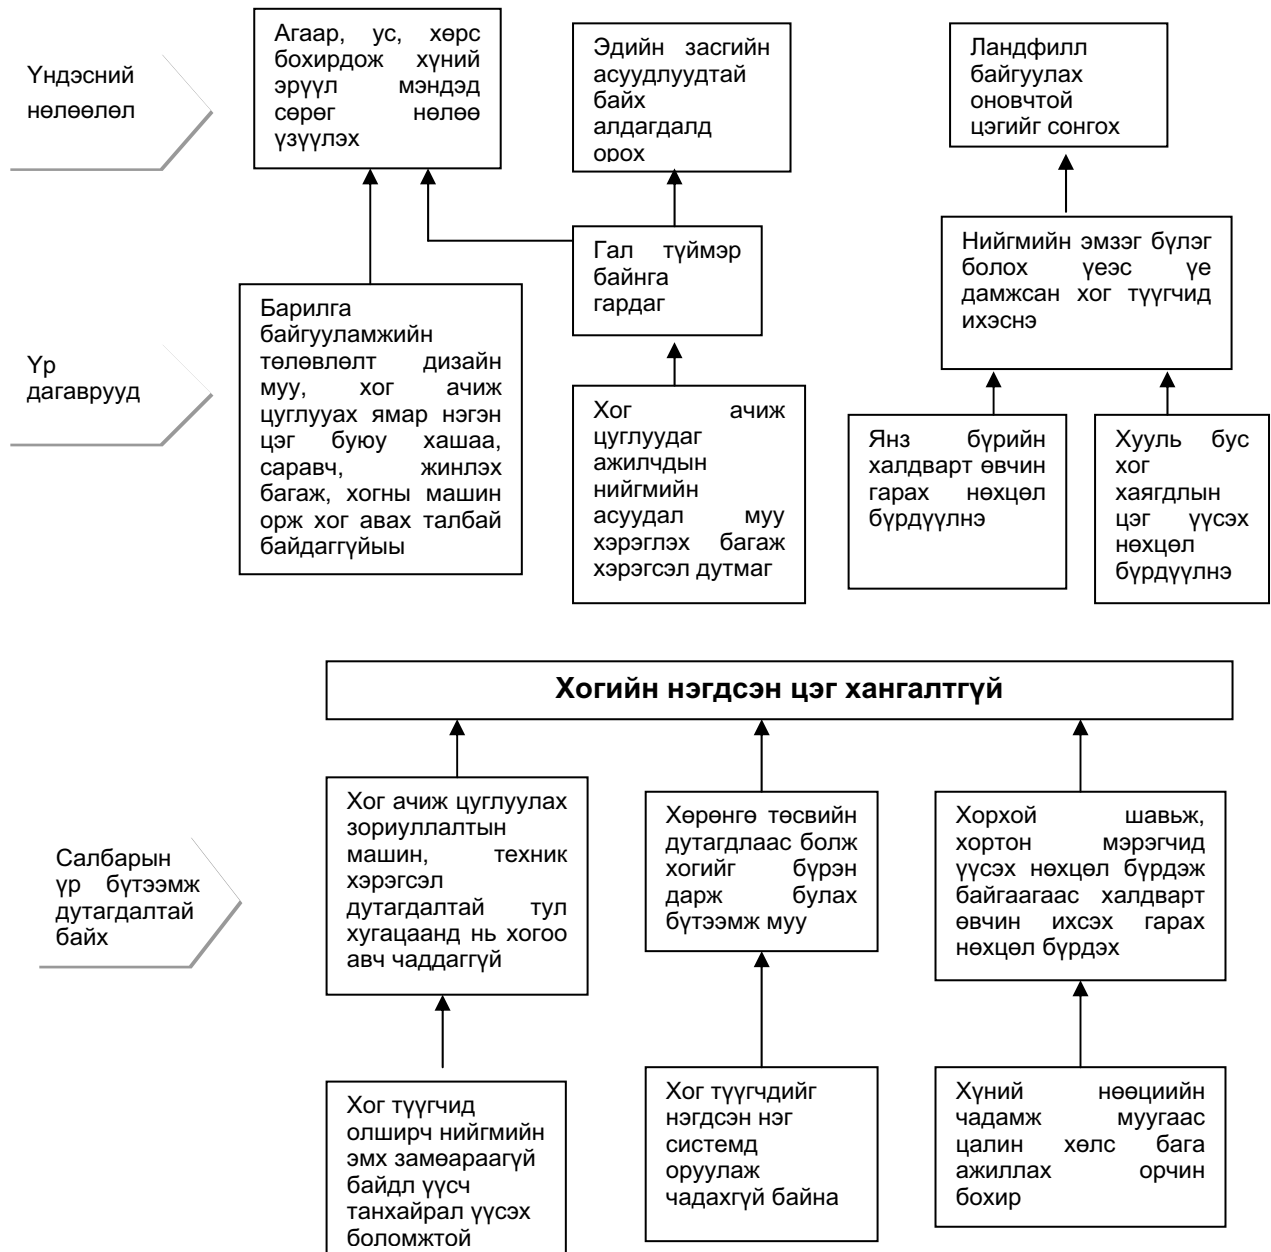 Үндэсний
нөлөөлөл
Агаар, ус, хөрс
бохирдож хүний
эрүүл мэндэд
сөрөг нөлөө
үзүүлэх
Эдийн засгийн
асуудлуудтай
байх
алдагдалд
орох
Ландфилл
байгуулах
оновчтой
цэгийг сонгох
Гал түймэр
байнга
гардаг
Нийгмийн эмзэг бүлэг
болох үеэс үе
дамжсан хог түүгчид
ихэснэ
Үр
дагаврууд
Барилга
байгууламжийн
төлөвлөлт дизайн
муу, хог ачиж
цуглууах ямар нэгэн
цэг буюу хашаа,
саравч, жинлэх
багаж, хогны машин
орж хог авах талбай
байдаггүйыы
Хог ачиж
цуглуудаг
ажилчдын
нийгмийн
асуудал муу
хэрэглэх багаж
хэрэгсэл дутмаг
Янз бүрийн
халдварт өвчин
гарах нөхцөл
бүрдүүлнэ
Хууль бус
хог
хаягдлын
цэг үүсэх
нөхцөл
бүрдүүлнэ
Хогийн нэгдсэн цэг хангалтгүй
Салбарын
үр бүтээмж
дутагдалтай
байх
Хог ачиж цуглуулах
зориуллалтын
машин, техник
хэрэгсэл
дутагдалтай тул
хугацаанд нь хогоо
авч чаддаггүй
Хөрөнгө төсвийн
дутагдлаас болж
хогийг бүрэн
дарж булах
бүтээмж муу
Хорхой шавьж,
хортон мэрэгчид
үүсэх нөхцөл бүрдэж
байгаагаас халдварт
өвчин ихсэх гарах
нөхцөл бүрдэх
Хог түүгчид
олширч нийгмийн
эмх замөараагүй
байдл үүсч
танхайрал үүсэх
боломжтой
Хог түүгчдийг
нэгдсэн нэг
системд
оруулаж
чадахгүй байна
Хүний нөөциийн
чадамж муугаас
цалин хөлс бага
ажиллах орчин
бохир